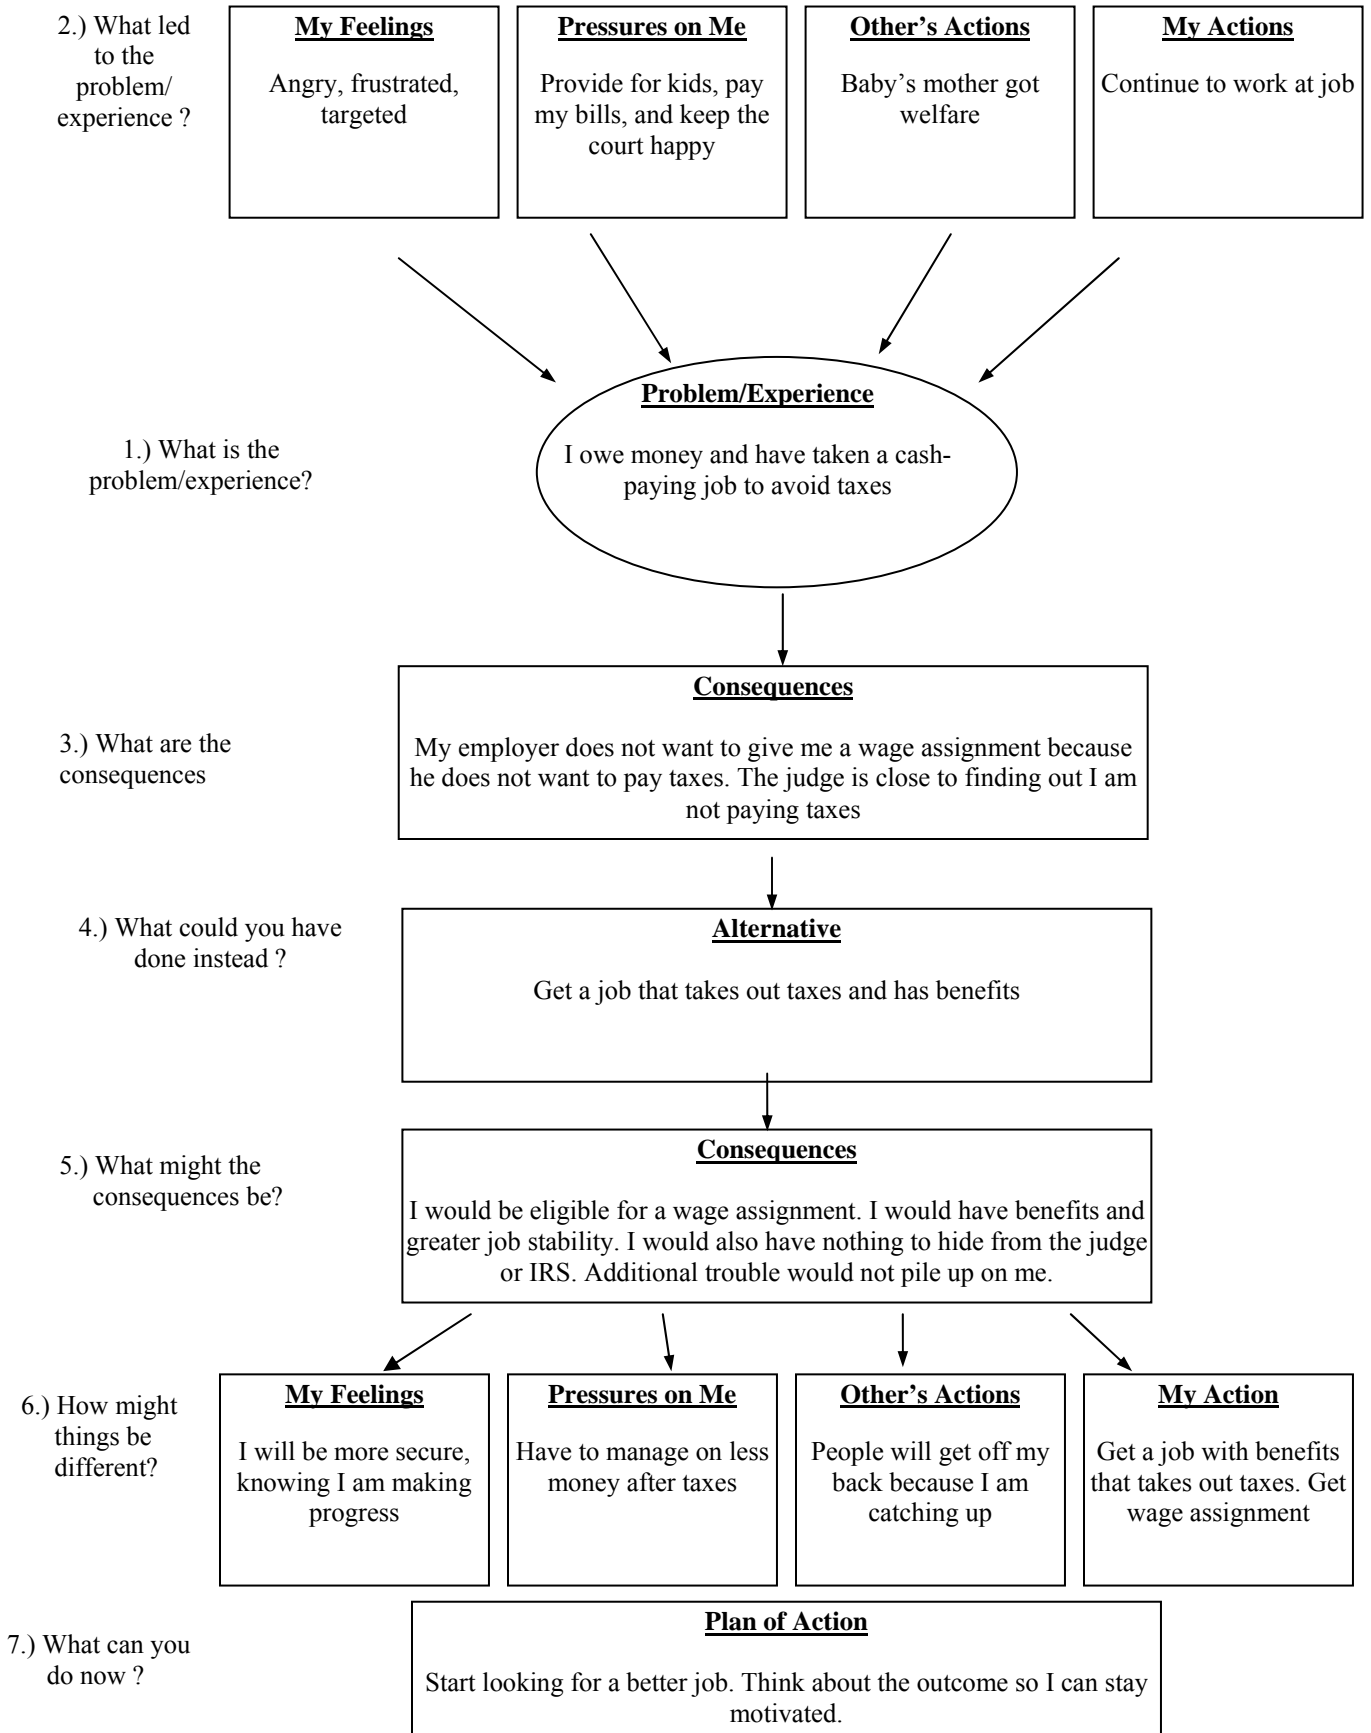 2.) What led
to the
problem/
experience ?
My Feelings
Angry, frustrated,
targeted
Pressures on Me
Provide for kids, pay
my bills, and keep the
court happy
Other's Actions
Baby's mother got
welfare
My Actions
Continue to work at job
1.) What is the
problem/experience?
Problem/Experience
I owe money and have taken a cash-
paying job to avoid taxes
3.) What are the
consequences
Consequences
My employer does not want to give me a wage assignment because
he does not want to pay taxes. The judge is close to finding out I am
not paying taxes
4.) What could you have
done instead ?
Alternative
Get a job that takes out taxes and has benefits
5.) What might the
consequences be?
Consequences
I would be eligible for a wage assignment. I would have benefits and
greater job stability. I would also have nothing to hide from the judge
or IRS. Additional trouble would not pile up on me.
6.) How might
things be
different?
My Feelings
I will be more secure,
knowing I am making
progress
Pressures on Me
Have to manage on less
money after taxes
Other's Actions
People will get off my
back because I am
catching up
My Action
Get a job with benefits
that takes out taxes. Get
wage assignment
7.) What can you
do now ?
Plan of Action
Start looking for a better job. Think about the outcome so I can stay
motivated.